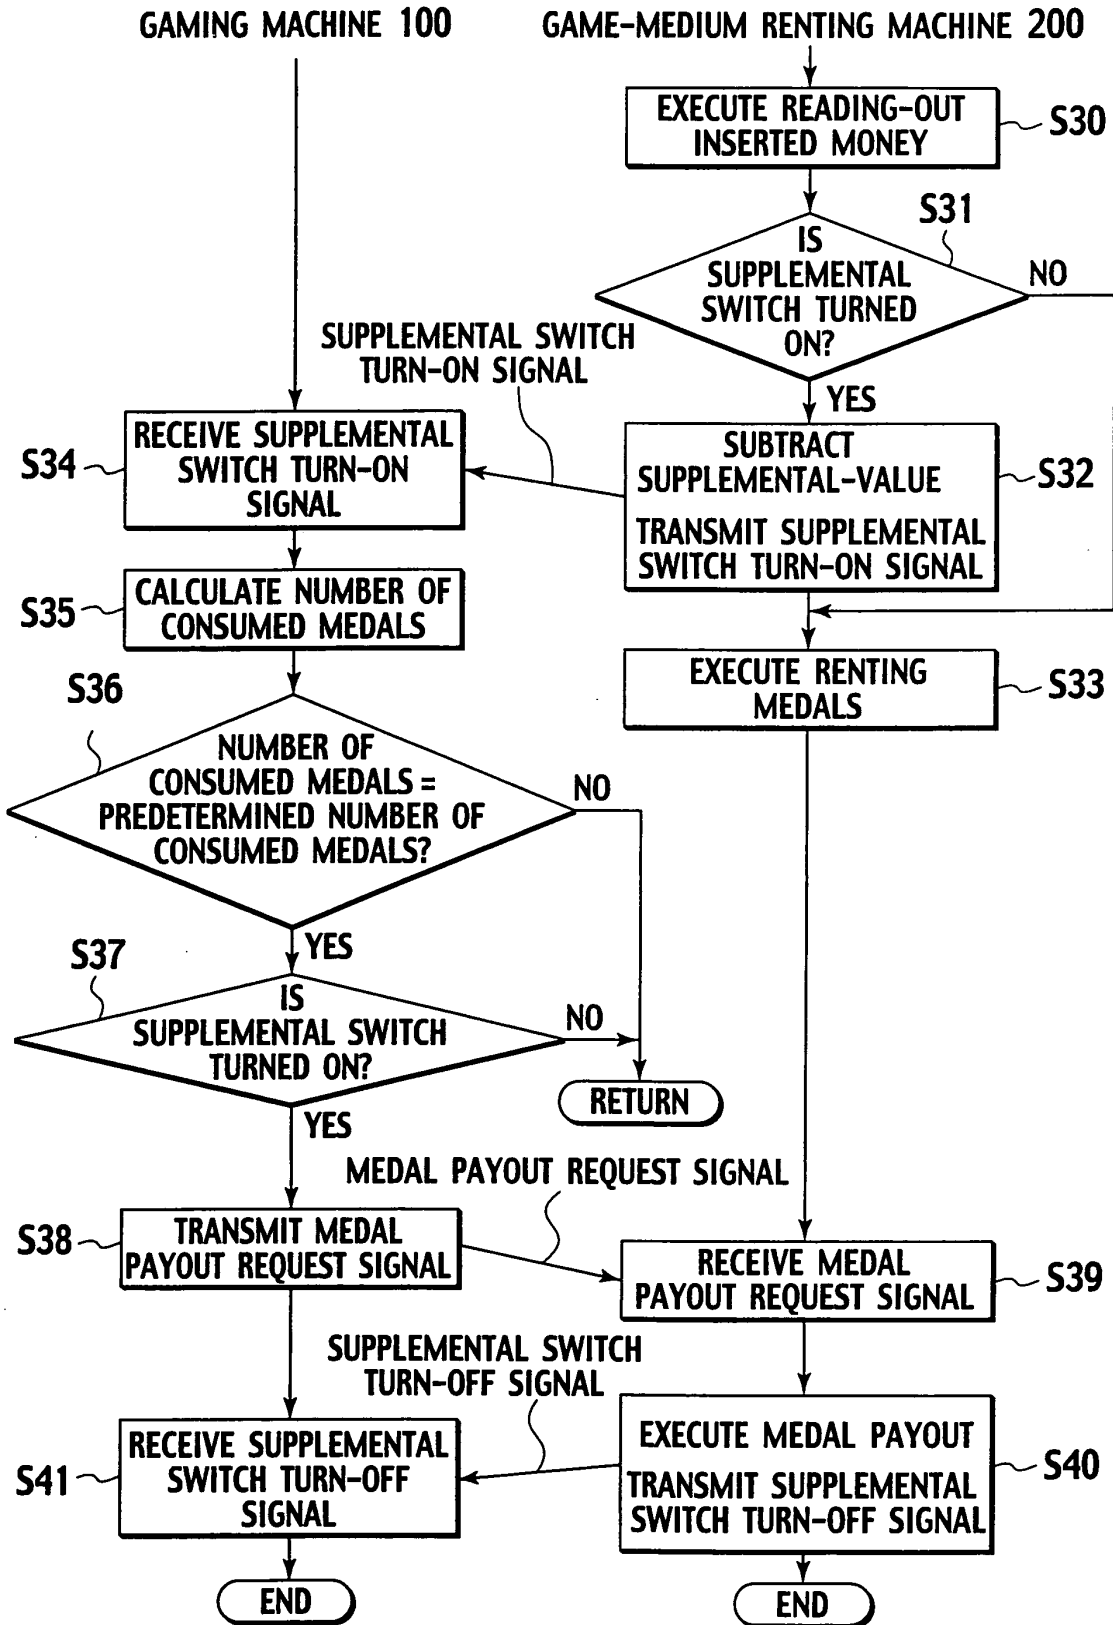 GAMING MACHINE 100
GAME-MEDIUM RENTING MACHINE 200
EXECUTE READING-OUT
INSERTED MONEY
S30
S31
IS
SUPPLEMENTAL
SWITCH TURNED
ON?
NO
YES
SUPPLEMENTAL SWITCH
TURN-ON SIGNAL
S34
RECEIVE SUPPLEMENTAL
SWITCH TURN-ON
SIGNAL
SUBTRACT
SUPPLEMENTAL-VALUE
TRANSMIT SUPPLEMENTAL
SWITCH TURN-ON SIGNAL
S32
S35
CALCULATE NUMBER OF
CONSUMED MEDALS
EXECUTE RENTING
MEDALS
S33
S36
NUMBER OF
CONSUMED MEDALS =
PREDETERMINED NUMBER OF
CONSUMED MEDALS?
NO
YES
S37
IS
SUPPLEMENTAL SWITCH
TURNED ON?
NO
RETURN
YES
MEDAL PAYOUT REQUEST SIGNAL
S38
TRANSMIT MEDAL
PAYOUT REQUEST SIGNAL
RECEIVE MEDAL
PAYOUT REQUEST SIGNAL
S39
SUPPLEMENTAL SWITCH
TURN-OFF SIGNAL
S41
RECEIVE SUPPLEMENTAL
SWITCH TURN-OFF
SIGNAL
EXECUTE MEDAL PAYOUT
TRANSMIT SUPPLEMENTAL
SWITCH TURN-OFF SIGNAL
S40
END
END